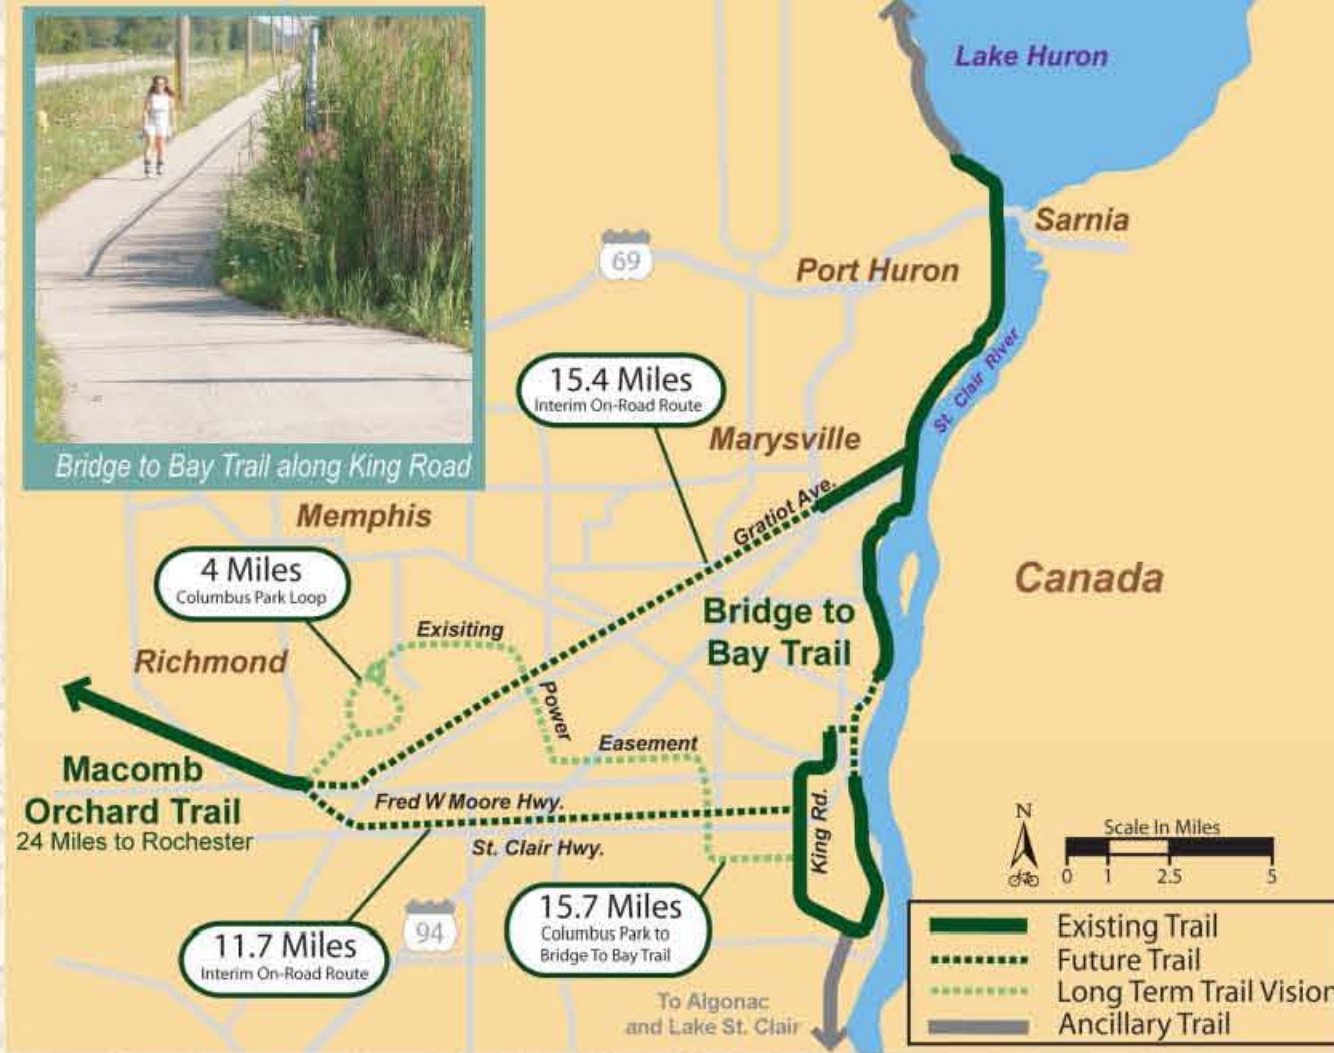 Lake Huron
Sarnia
69
Port Huron
St. Clair River
15.4 Miles
Interim On-Road Route
Marysville
Bridge to Bay Trail along King Road
Gratiot Ave.
Memphis
4 Miles
Columbus Park Loop
Canada
Bridge to
Bay Trail
Exisiting
Richmond
Power
Easement
Macomb
Orchard Trail
24 Miles to Rochester
Fred W Moore Hwy.
King Rd.
St. Clair Hwy.
N
Scale In Miles
0 1 2.5 5
15.7 Miles
Columbus Park to
Bridge To Bay Trail
94
11.7 Miles
Interim On-Road Route
To Algonac
and Lake St. Clair
Existing Trail
Future Trail
Long Term Trail Vision
Ancillary Trail